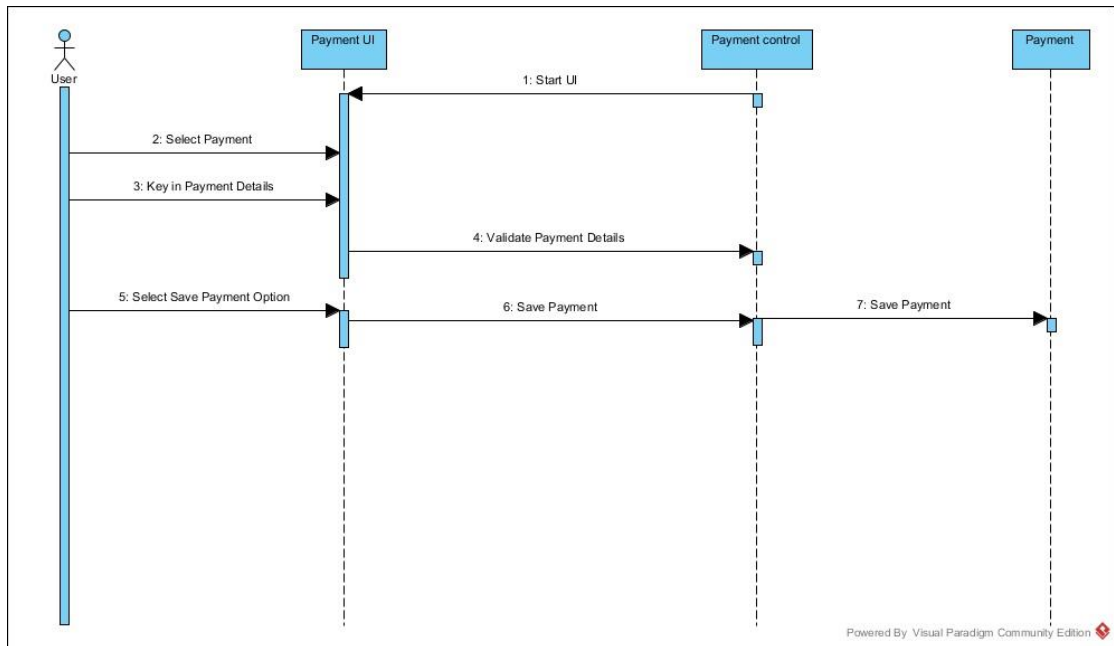 Payment UI
Payment control
Payment
User
1: Start UI
2: Select Payment
3: Key in Payment Details
4: Validate Payment Details
5: Select Save Payment Option
6: Save Payment
7: Save Payment
Powered By Visual Paradigm Community Edition